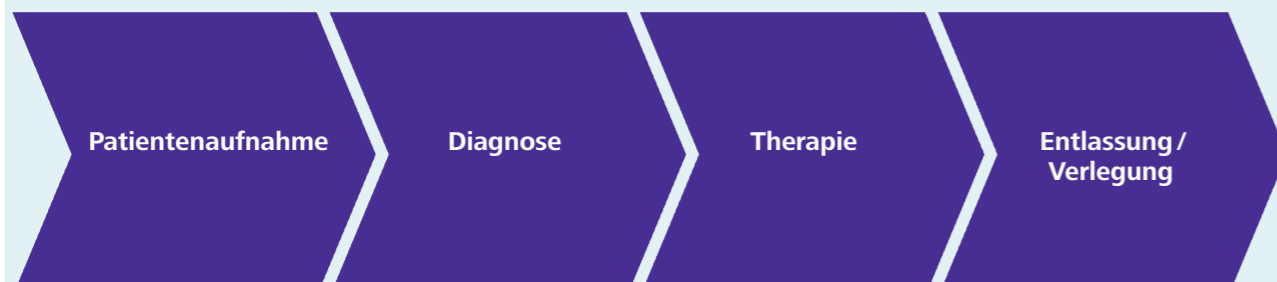 Patientenaufnahme
Diagnose
Therapie
Entlassung /
Verlegung